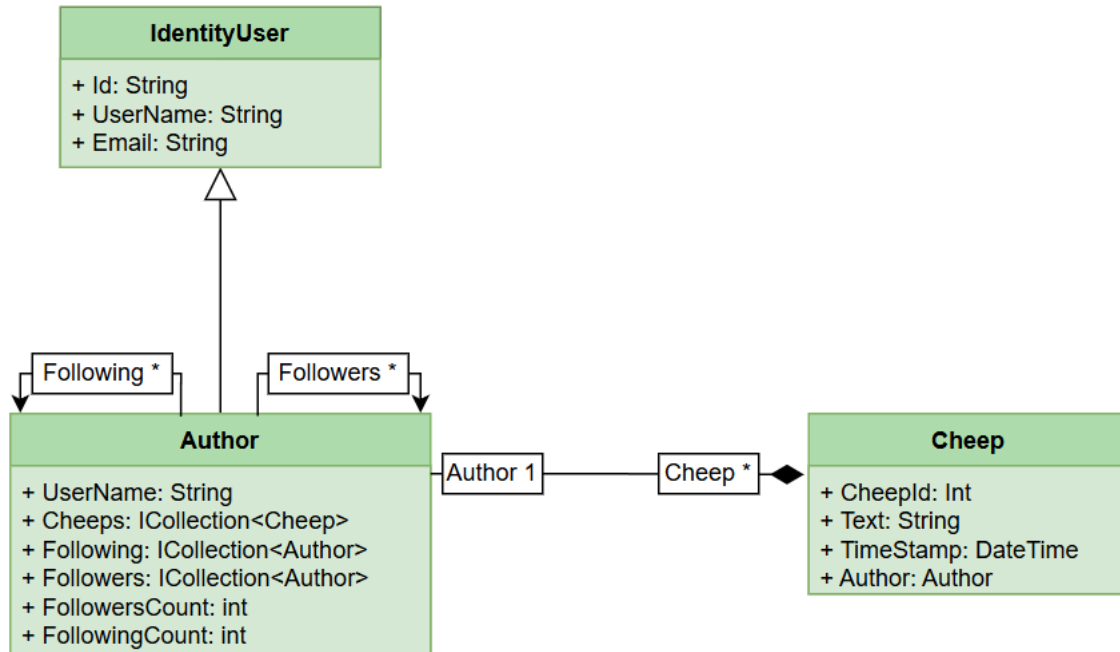 IdentityUser
+ Id: String
+ UserName: String
+ Email: String
Following *
Followers *
Author
+ UserName: String
+ Cheeps: ICollection<Cheep>
+ Following: ICollection<Author>
+ Followers: ICollection<Author>
+ FollowersCount: int
+ FollowingCount: int
Author 1
Cheep *
Cheep
+ CheepId: Int
+ Text: String
+ TimeStamp: DateTime
+ Author: Author